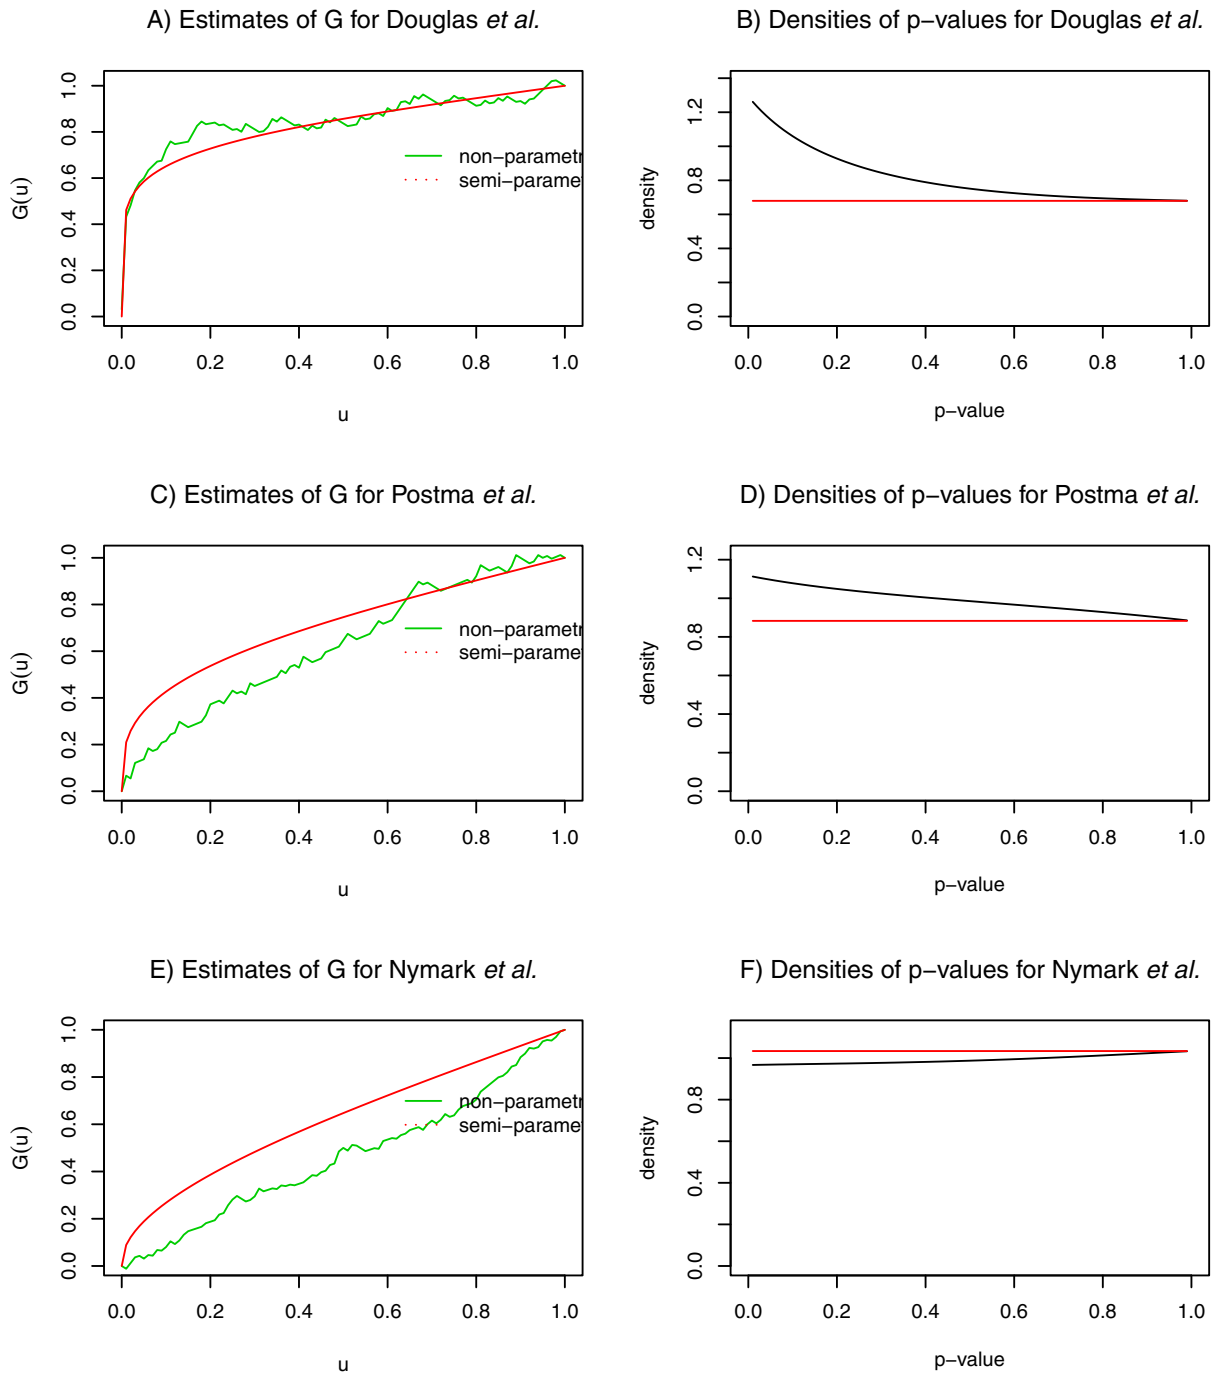 A) Estimates of G for Douglas et al.
G(u)
1.0
0.8
0.6
0.4
0.2
0.0
non−parametr
semi−parame
0.0 0.2 0.4 0.6 0.8 1.0
u
B) Densities of p−values for Douglas et al.
density
1.2
0.8
0.4
0.0
0.0 0.2 0.4 0.6 0.8 1.0
p−value
C) Estimates of G for Postma et al.
G(u)
1.0
0.8
0.6
0.4
0.2
0.0
non−parametr
semi−parame
0.0 0.2 0.4 0.6 0.8 1.0
u
D) Densities of p−values for Postma et al.
density
1.2
0.8
0.4
0.0
0.0 0.2 0.4 0.6 0.8 1.0
p−value
E) Estimates of G for Nymark et al.
G(u)
1.0
0.8
0.6
0.4
0.2
0.0
non−parametr
semi−parame
0.0 0.2 0.4 0.6 0.8 1.0
u
F) Densities of p−values for Nymark et al.
density
0.8
0.4
0.0
0.0 0.2 0.4 0.6 0.8 1.0
p−value